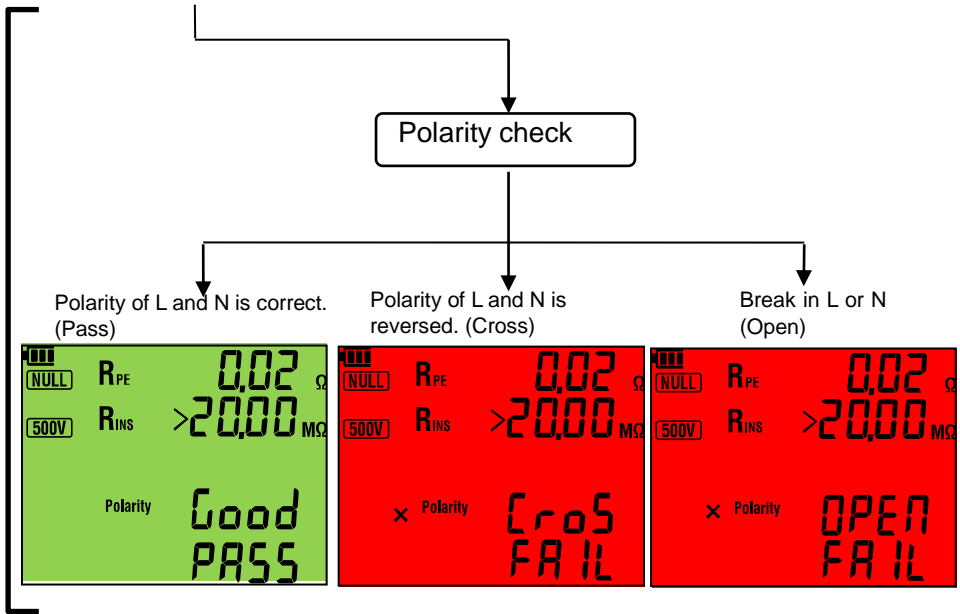 Polarity check
Polarity of L and N is correct.
(Pass)
NULL RPE 0.02 Ω
500V RINS >20.00 MΩ
Polarity Good
PASS
Polarity of L and N is
reversed. (Cross)
NULL RPE 0.02 Ω
500V RINS >20.00 MΩ
× Polarity CroS
FAIL
Break in L or N
(Open)
NULL RPE 0.02 Ω
500V RINS >20.00 MΩ
× Polarity OPEN
FAIL